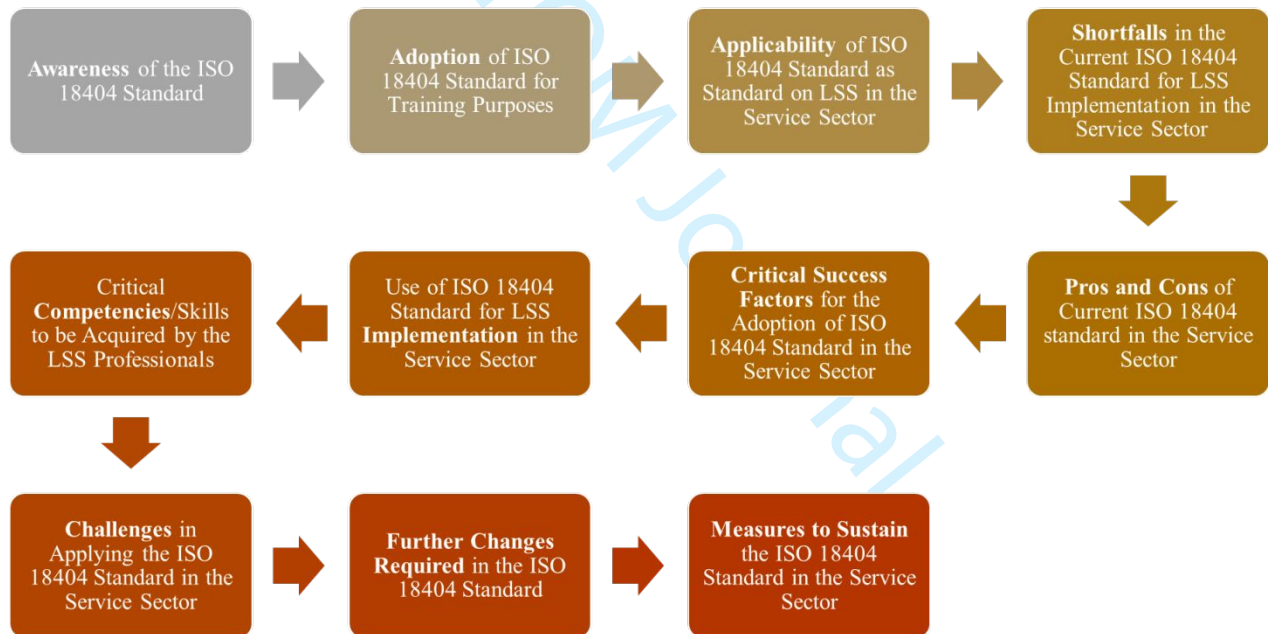 Awareness of the ISO
18404 Standard
Adoption of ISO
18404 Standard for
Training Purposes
Applicability of ISO
18404 Standard as
Standard on LSS in the
Service Sector
Shortfalls in the
Current ISO 18404
Standard for LSS
Implementation in the
Service Sector
Pros and Cons of
Current ISO 18404
standard in the Service
Sector
Critical Success
Factors for the
Adoption of ISO
18404 Standard in the
Service Sector
Use of ISO 18404
Standard for LSS
Implementation in the
Service Sector
Critical
Competencies/Skills
to be Acquired by the
LSS Professionals
Challenges in
Applying the ISO
18404 Standard in the
Service Sector
Further Changes
Required in the ISO
18404 Standard
Measures to Sustain
the ISO 18404
Standard in the Service
Sector